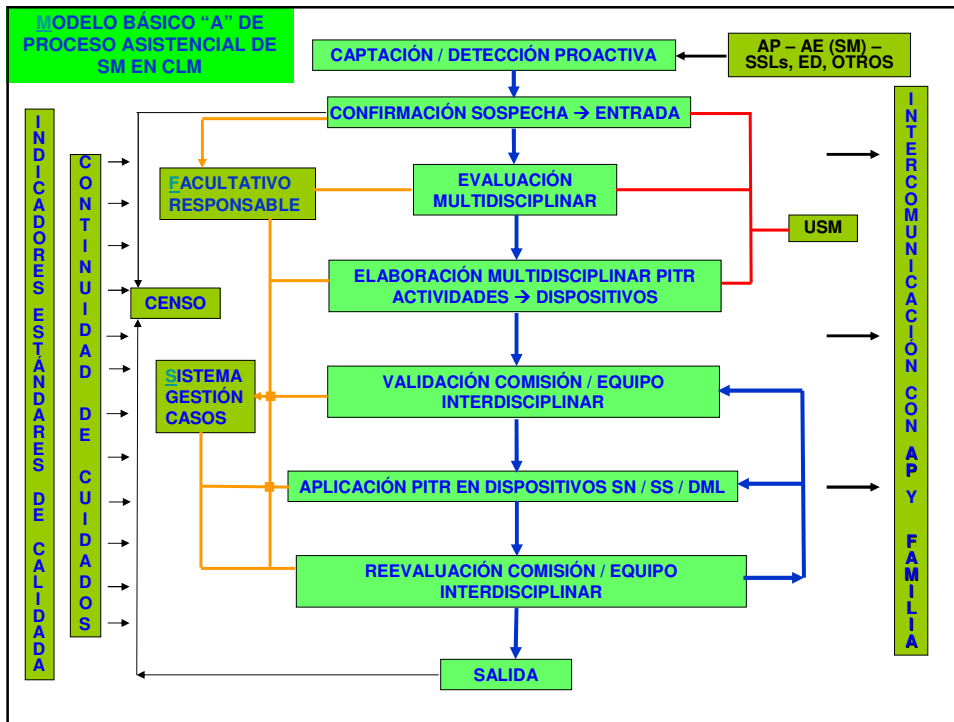 MODELO BÁSICO “A” DE
PROCESO ASISTENCIAL DE
SM EN CLM
CAPTACIÓN / DETECCIÓN PROACTIVA
AP – AE (SM) –
SSLs, ED, OTROS
CONFIRMACIÓN SOSPECHA → ENTRADA
FACULTATIVO
RESPONSABLE
EVALUACIÓN
MULTIDISCIPLINAR
USM
ELABORACIÓN MULTIDISCIPLINAR PITR
ACTIVIDADES → DISPOSITIVOS
CENSO
SISTEMA
GESTIÓN
CASOS
VALIDACIÓN COMISIÓN / EQUIPO
INTERDISCIPLINAR
APLICACIÓN PITR EN DISPOSITIVOS SN / SS / DML
REEVALUACIÓN COMISIÓN / EQUIPO
INTERDISCIPLINAR
SALIDA
INDICADORES ESTÁNDARES DE CALIDADA
CONTINUIDAD DE CUIDADOS
INTERCOMUNICACIÓN CON AP Y FAMILIA